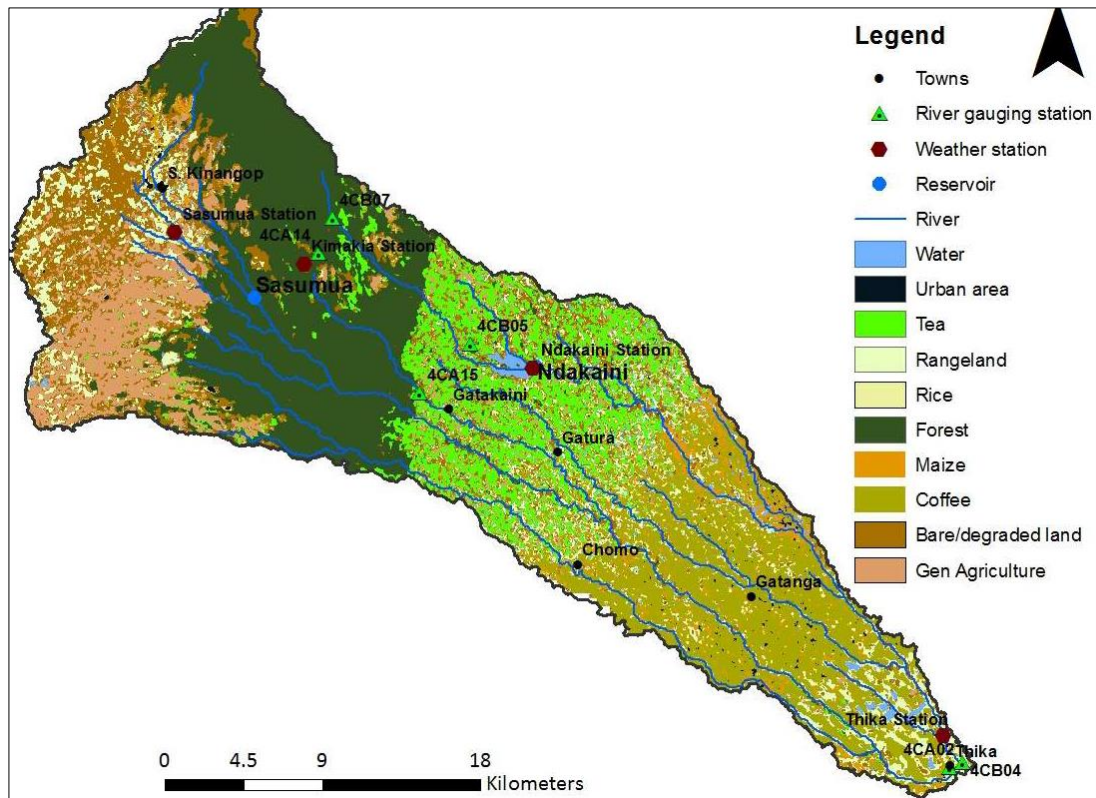 Legend
Towns
River gauging station
Weather station
Reservoir
River
Water
Urban area
Tea
Rangeland
Rice
Forest
Maize
Coffee
Bare/degraded land
Gen Agriculture
S. Kinangop
4CB07
Sasumua Station
4CA14
Kimakia Station
Sasumua
4CB05
Ndakaini Station
Ndakaini
4CA15
Gatakaini
Gatura
Chomo
Gatanga
Thika Station
4CA02
Thika
4CB04
0 4.5 9 18
Kilometers